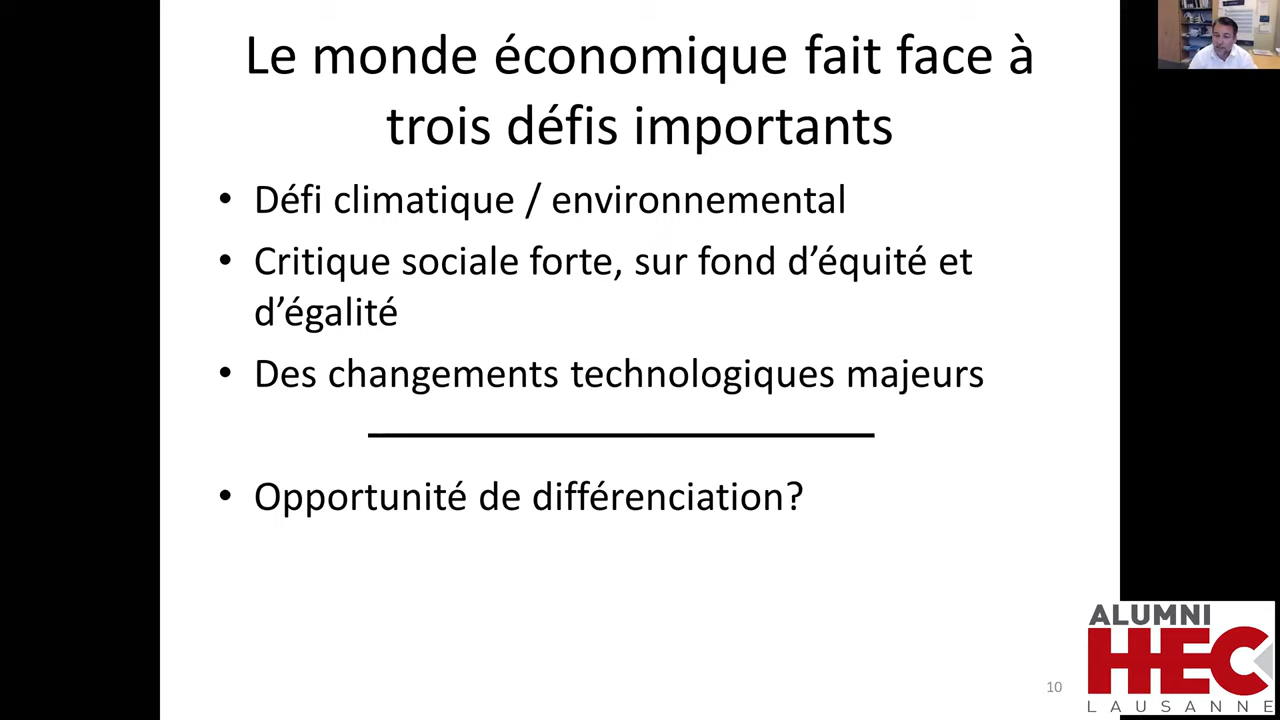 Le monde économique fait face à
trois défis importants
• Défi climatique / environnemental
• Critique sociale forte, sur fond d’équité et
d’égalité
• Des changements technologiques majeurs
• Opportunité de différenciation?
10
ALUMNI
HEC
LAUSANNE